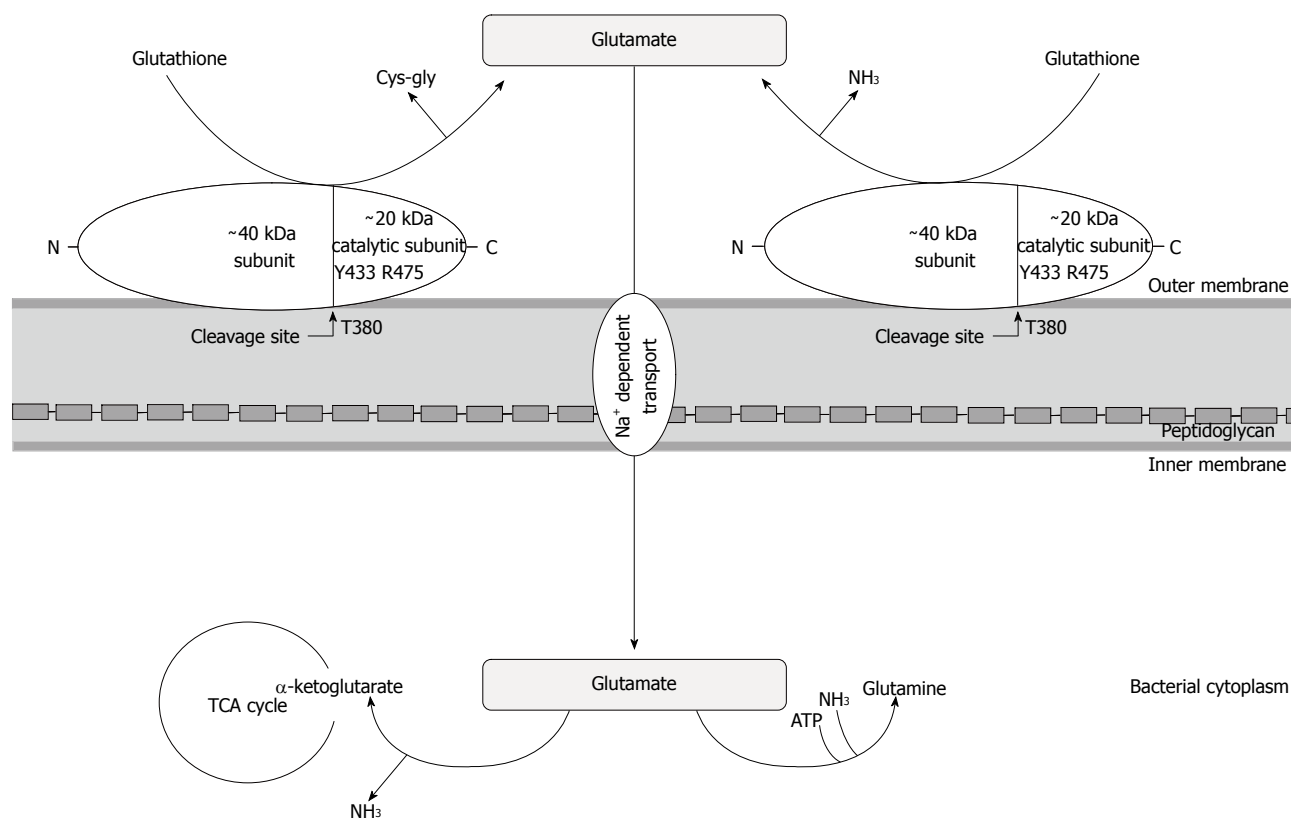 Glutamate
Glutathione
Cys-gly
NH₃
Glutathione
N
~40 kDa
subunit
~20 kDa
catalytic subunit
Y433 R475
C
N
~40 kDa
subunit
~20 kDa
catalytic subunit
Y433 R475
C
Outer membrane
Cleavage site
T380
Cleavage site
T380
Na⁺ dependent
transport
Peptidoglycan
Inner membrane
TCA cycle
α-ketoglutarate
Glutamate
NH₃
ATP
Glutamine
Bacterial cytoplasm
NH₃